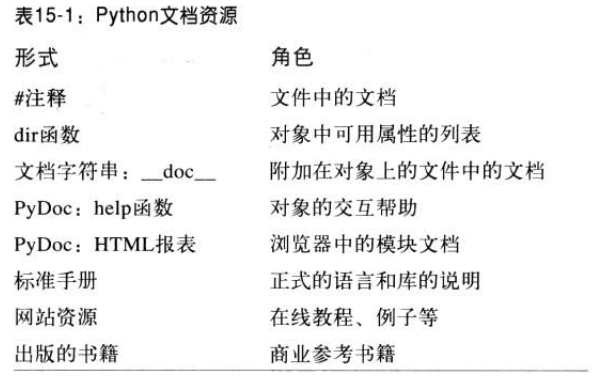 表15-1：Python文档资源
形式 角色
#注释 文件中的文档
dir函数 对象中可用属性的列表
文档字符串：__doc__ 附加在对象上的文件中的文档
PyDoc：help函数 对象的交互帮助
PyDoc：HTML报表 浏览器中的模块文档
标准手册 正式的语言和库的说明
网站资源 在线教程、例子等
出版的书籍 商业参考书籍